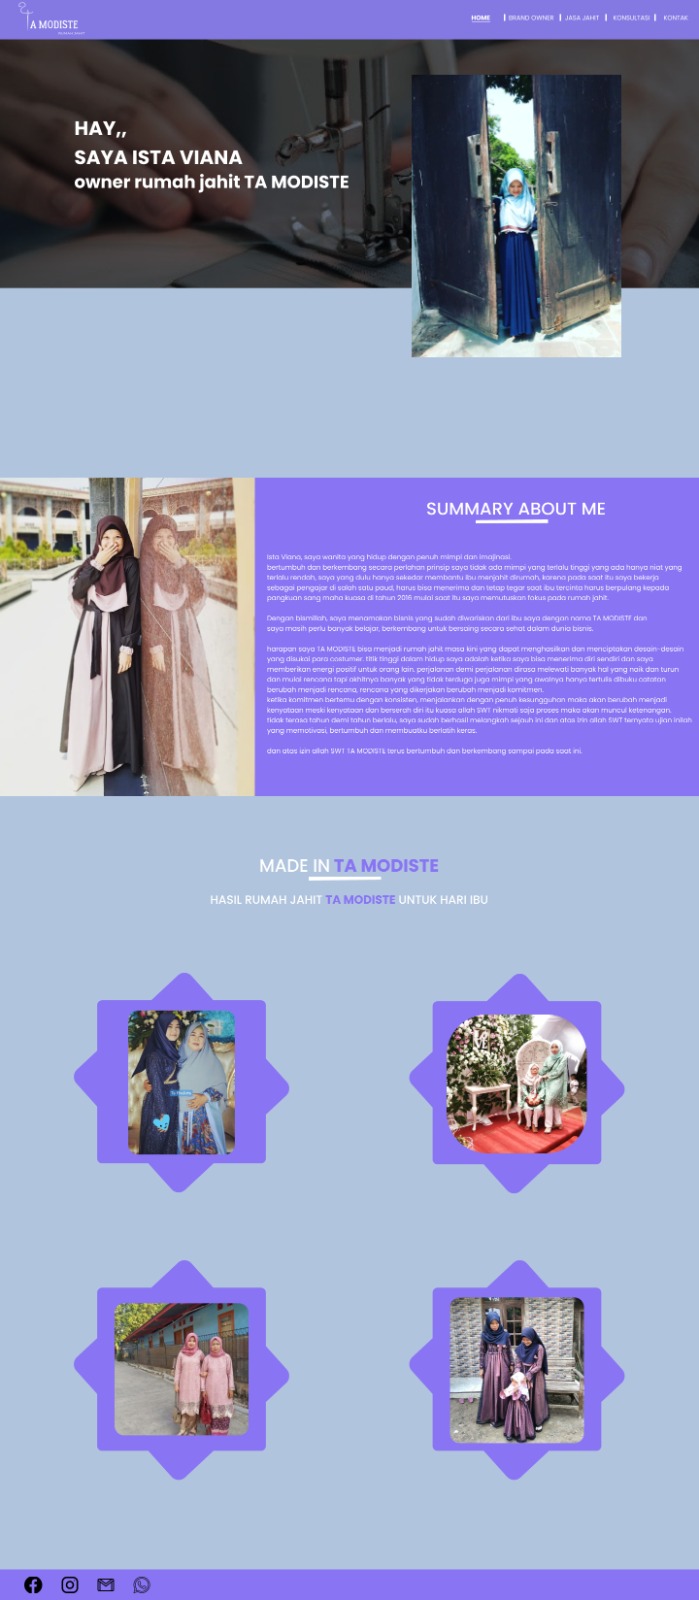 TA MODISTE
RUMAH JAHIT
HOME | BRAND OWNER | JASA JAHIT | KONSULTASI | KONTAK
HAY,,
SAYA ISTA VIANA
owner rumah jahit TA MODISTE
SUMMARY ABOUT ME
Ista Viana, saya wanita yang hidup dengan penuh mimpi dan imajinasi.
bertumbuh dan berkembang secara perlahan prinsip saya tidak ada mimpi yang terlalu tinggi yang ada hanya niat yang
terlalu rendah, saya yang dulu hanya sekedar membantu ibu menjahit dirumah, karena pada saat itu saya bekerja
sebagai pengajar di salah satu paud, harus bisa menerima dan tetap tegar saat ibu tercinta harus berpulang kepada
pangkuan sang maha kuasa di tahun 2016 mulai saat itu saya memutuskan fokus pada rumah jahit.
Dengan bismillah, saya menamakan bisnis yang sudah diwariskan dari ibu saya dengan nama TA MODISTE dan
saya masih perlu banyak belajar, berkembang untuk bersaing secara sehat dalam dunia bisnis.
harapan saya TA MODISTE bisa menjadi rumah jahit masa kini yang dapat menghasilkan dan menciptakan desain-desain
yang disukai para costumer. titik tinggi dalam hidup saya adalah ketika saya bisa menerima diri sendiri dan saya
memberikan energi positif untuk orang lain. perjalanan demi perjalanan dirasa melewati banyak hal yang naik dan turun
dan mulai rencana tapi akhitnya banyak yang tidak terduga juga mimpi yang awalnya hanya tertulis dibuku catatan
berubah menjadi rencana, rencana yang dikerjakan berubah menjadi komitmen.
ketika komitmen bertemu dengan konsisten, menjalankan dengan penuh kesungguhan maka akan berubah menjadi
kenyataan meski kenyataan dan berserah diri itu kuasa allah SWT nikmati saja proses maka akan muncul ketenangan.
tidak terasa tahun demi tahun berlalu, saya sudah berhasil melangkah sejauh ini dan atas izin allah SWT ternyata ujian inilah
yang memotivasi, bertumbuh dan membuatku berlatih keras.
dan atas izin allah SWT TA MODISTE terus bertumbuh dan berkembang sampai pada saat ini.
MADE IN TA MODISTE
HASIL RUMAH JAHIT TA MODISTE UNTUK HARI IBU